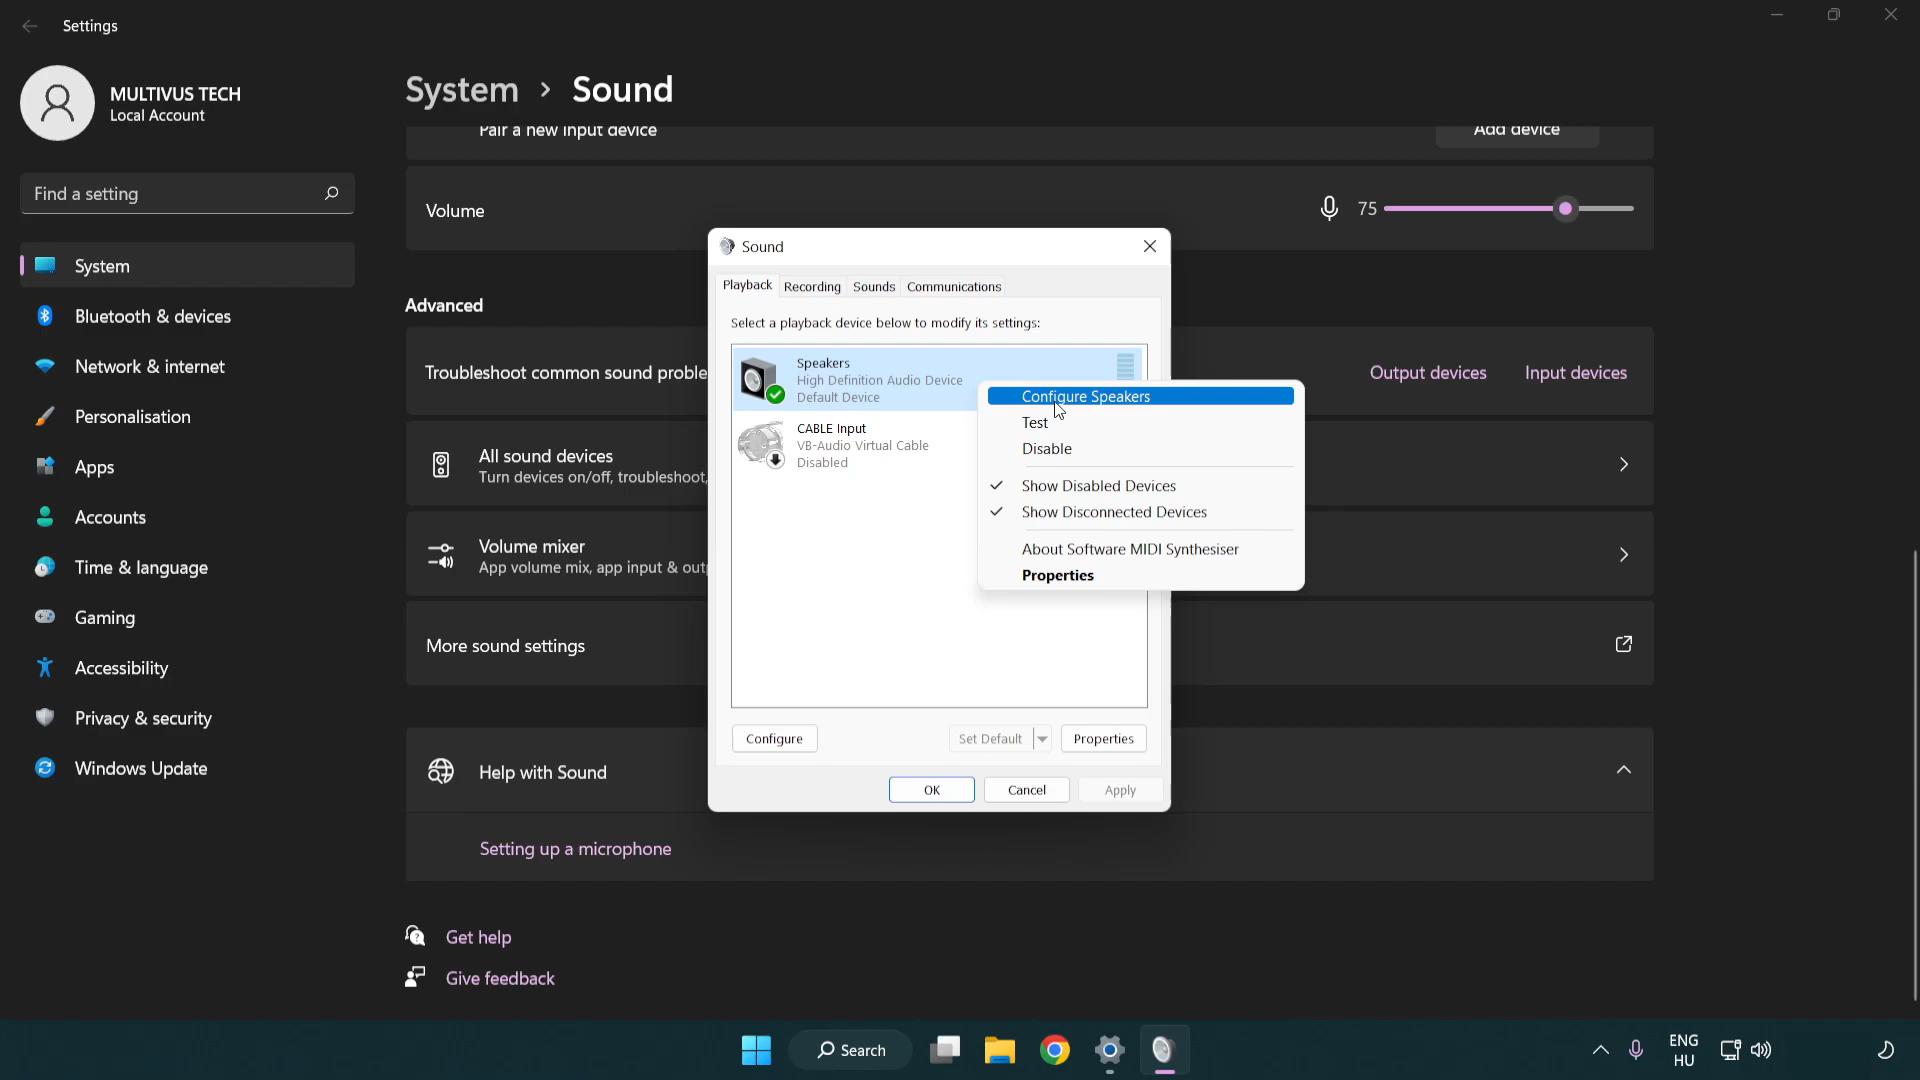 Settings
MULTIVUS TECH
Local Account
Find a setting
System
Bluetooth & devices
Network & internet
Personalisation
Apps
Accounts
Time & language
Gaming
Accessibility
Privacy & security
Windows Update
System > Sound
Pair a new input device
Add device
Volume
75
Advanced
Troubleshoot common sound proble
Output devices Input devices
All sound devices
Turn devices on/off, troubleshoot,
Volume mixer
App volume mix, app input & out
More sound settings
Help with Sound
Setting up a microphone
Get help
Give feedback
Sound
Playback Recording Sounds Communications
Select a playback device below to modify its settings:
Speakers
High Definition Audio Device
Default Device
CABLE Input
VB-Audio Virtual Cable
Disabled
Configure Speakers
Test
Disable
Show Disabled Devices
Show Disconnected Devices
About Software MIDI Synthesiser
Properties
Configure Set Default Properties
OK Cancel Apply
Search
ENG
HU